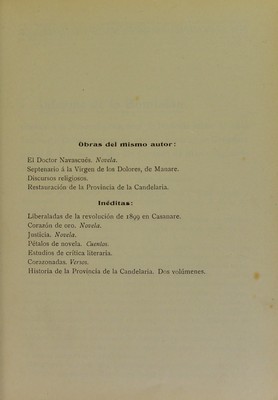 Obras del mismo autor:
El Doctor Navascués. Novela.
Septenario á la Virgen de los Dolores, de Manare.
Discursos religiosos.
Restauración de la Provincia de la Candelaria.
Inéditas:
Liberaladas de la revolución de 1899 en Casanare.
Corazón de oro. Novela.
Justicia. Novela.
Pétalos de novela. Cuentos.
Estudios de crítica literaria.
Corazonadas. Versos.
Historia de la Provincia de la Candelaria. Dos volúmenes.